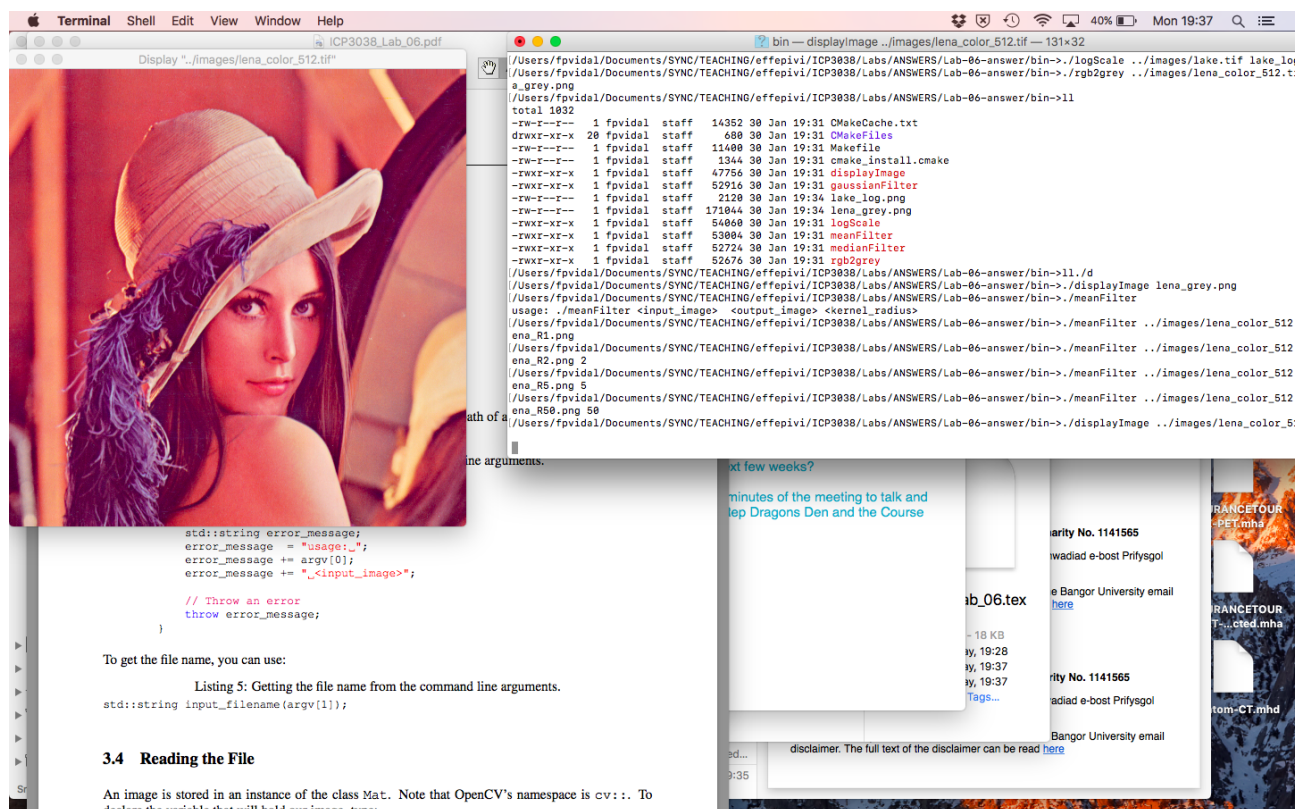 Terminal Shell Edit View Window Help
40% Mon 19:37
ICP3038_Lab_06.pdf
Display "../images/lena_color_512.tif"
bin — displayImage ../images/lena_color_512.tif — 131×32
[/Users/fpvidal/Documents/SYNC/TEACHING/effepivi/ICP3038/Labs/ANSWERS/Lab-06-answer/bin->./logScale ../images/lake.tif lake_log
[/Users/fpvidal/Documents/SYNC/TEACHING/effepivi/ICP3038/Labs/ANSWERS/Lab-06-answer/bin->./rgb2grey ../images/lena_color_512.t
a_grey.png
[/Users/fpvidal/Documents/SYNC/TEACHING/effepivi/ICP3038/Labs/ANSWERS/Lab-06-answer/bin->ll
total 1032
-rw-r--r-- 1 fpvidal staff 14352 30 Jan 19:31 CMakeCache.txt
drwxr-xr-x 20 fpvidal staff 680 30 Jan 19:31 CMakeFiles
-rw-r--r-- 1 fpvidal staff 11400 30 Jan 19:31 Makefile
-rw-r--r-- 1 fpvidal staff 1344 30 Jan 19:31 cmake_install.cmake
-rwxr-xr-x 1 fpvidal staff 47756 30 Jan 19:31 displayImage
-rwxr-xr-x 1 fpvidal staff 52916 30 Jan 19:31 gaussianFilter
-rw-r--r-- 1 fpvidal staff 2120 30 Jan 19:34 lake_log.png
-rw-r--r-- 1 fpvidal staff 171044 30 Jan 19:34 lena_grey.png
-rwxr-xr-x 1 fpvidal staff 54060 30 Jan 19:31 logScale
-rwxr-xr-x 1 fpvidal staff 53004 30 Jan 19:31 meanFilter
-rwxr-xr-x 1 fpvidal staff 52724 30 Jan 19:31 medianFilter
-rwxr-xr-x 1 fpvidal staff 52676 30 Jan 19:31 rgb2grey
[/Users/fpvidal/Documents/SYNC/TEACHING/effepivi/ICP3038/Labs/ANSWERS/Lab-06-answer/bin->ll./d
[/Users/fpvidal/Documents/SYNC/TEACHING/effepivi/ICP3038/Labs/ANSWERS/Lab-06-answer/bin->./displayImage lena_grey.png
[/Users/fpvidal/Documents/SYNC/TEACHING/effepivi/ICP3038/Labs/ANSWERS/Lab-06-answer/bin->./meanFilter
usage: ./meanFilter <input_image> <output_image> <kernel_radius>
[/Users/fpvidal/Documents/SYNC/TEACHING/effepivi/ICP3038/Labs/ANSWERS/Lab-06-answer/bin->./meanFilter ../images/lena_color_512
ena_R1.png
[/Users/fpvidal/Documents/SYNC/TEACHING/effepivi/ICP3038/Labs/ANSWERS/Lab-06-answer/bin->./meanFilter ../images/lena_color_512
ena_R2.png 2
[/Users/fpvidal/Documents/SYNC/TEACHING/effepivi/ICP3038/Labs/ANSWERS/Lab-06-answer/bin->./meanFilter ../images/lena_color_512
ena_R5.png 5
[/Users/fpvidal/Documents/SYNC/TEACHING/effepivi/ICP3038/Labs/ANSWERS/Lab-06-answer/bin->./meanFilter ../images/lena_color_512
ena_R50.png 50
[/Users/fpvidal/Documents/SYNC/TEACHING/effepivi/ICP3038/Labs/ANSWERS/Lab-06-answer/bin->./displayImage ../images/lena_color_5
ath of a
ine arguments.
std::string error_message;
error_message = "usage:␣";
error_message += argv[0];
error_message += "␣<input_image>";
// Throw an error
throw error_message;
}
To get the file name, you can use:
Listing 5: Getting the file name from the command line arguments.
std::string input_filename(argv[1]);
3.4 Reading the File
An image is stored in an instance of the class Mat. Note that OpenCV's namespace is cv::. To
xt few weeks?
minutes of the meeting to talk and
lep Dragons Den and the Course
ab_06.tex
- 18 KB
ay, 19:28
ay, 19:37
ay, 19:37
Tags...
arity No. 1141565
wadiad e-bost Prifysgol
e Bangor University email
here
rity No. 1141565
adiad e-bost Prifysgol
Bangor University email
disclaimer. The full text of the disclaimer can be read here
ed...
9:35
RANCETOUR
-PET.mha
RANCETOUR
T-...cted.mha
tom-CT.mhd